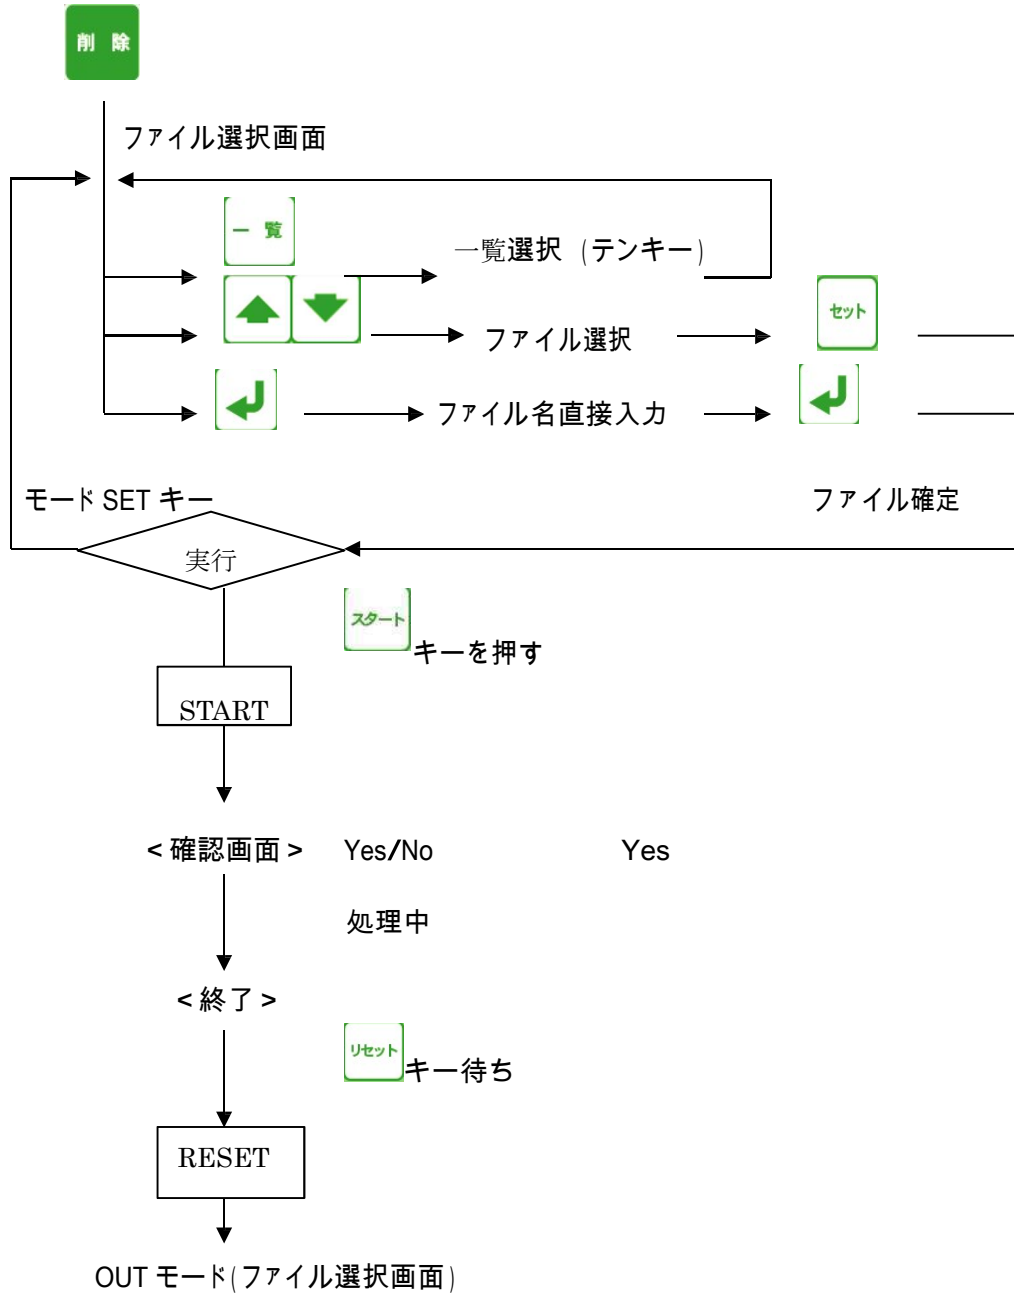 削 除
ファイル選択画面
一 覧
一覧選択 (テンキー)
ファイル選択
セット
ファイル名直接入力
モード SET キー
ファイル確定
実行
スタート
キーを押す
START
<確認画面> Yes/No Yes
処理中
<終了>
リセット
キー待ち
RESET
OUT モード(ファイル選択画面)